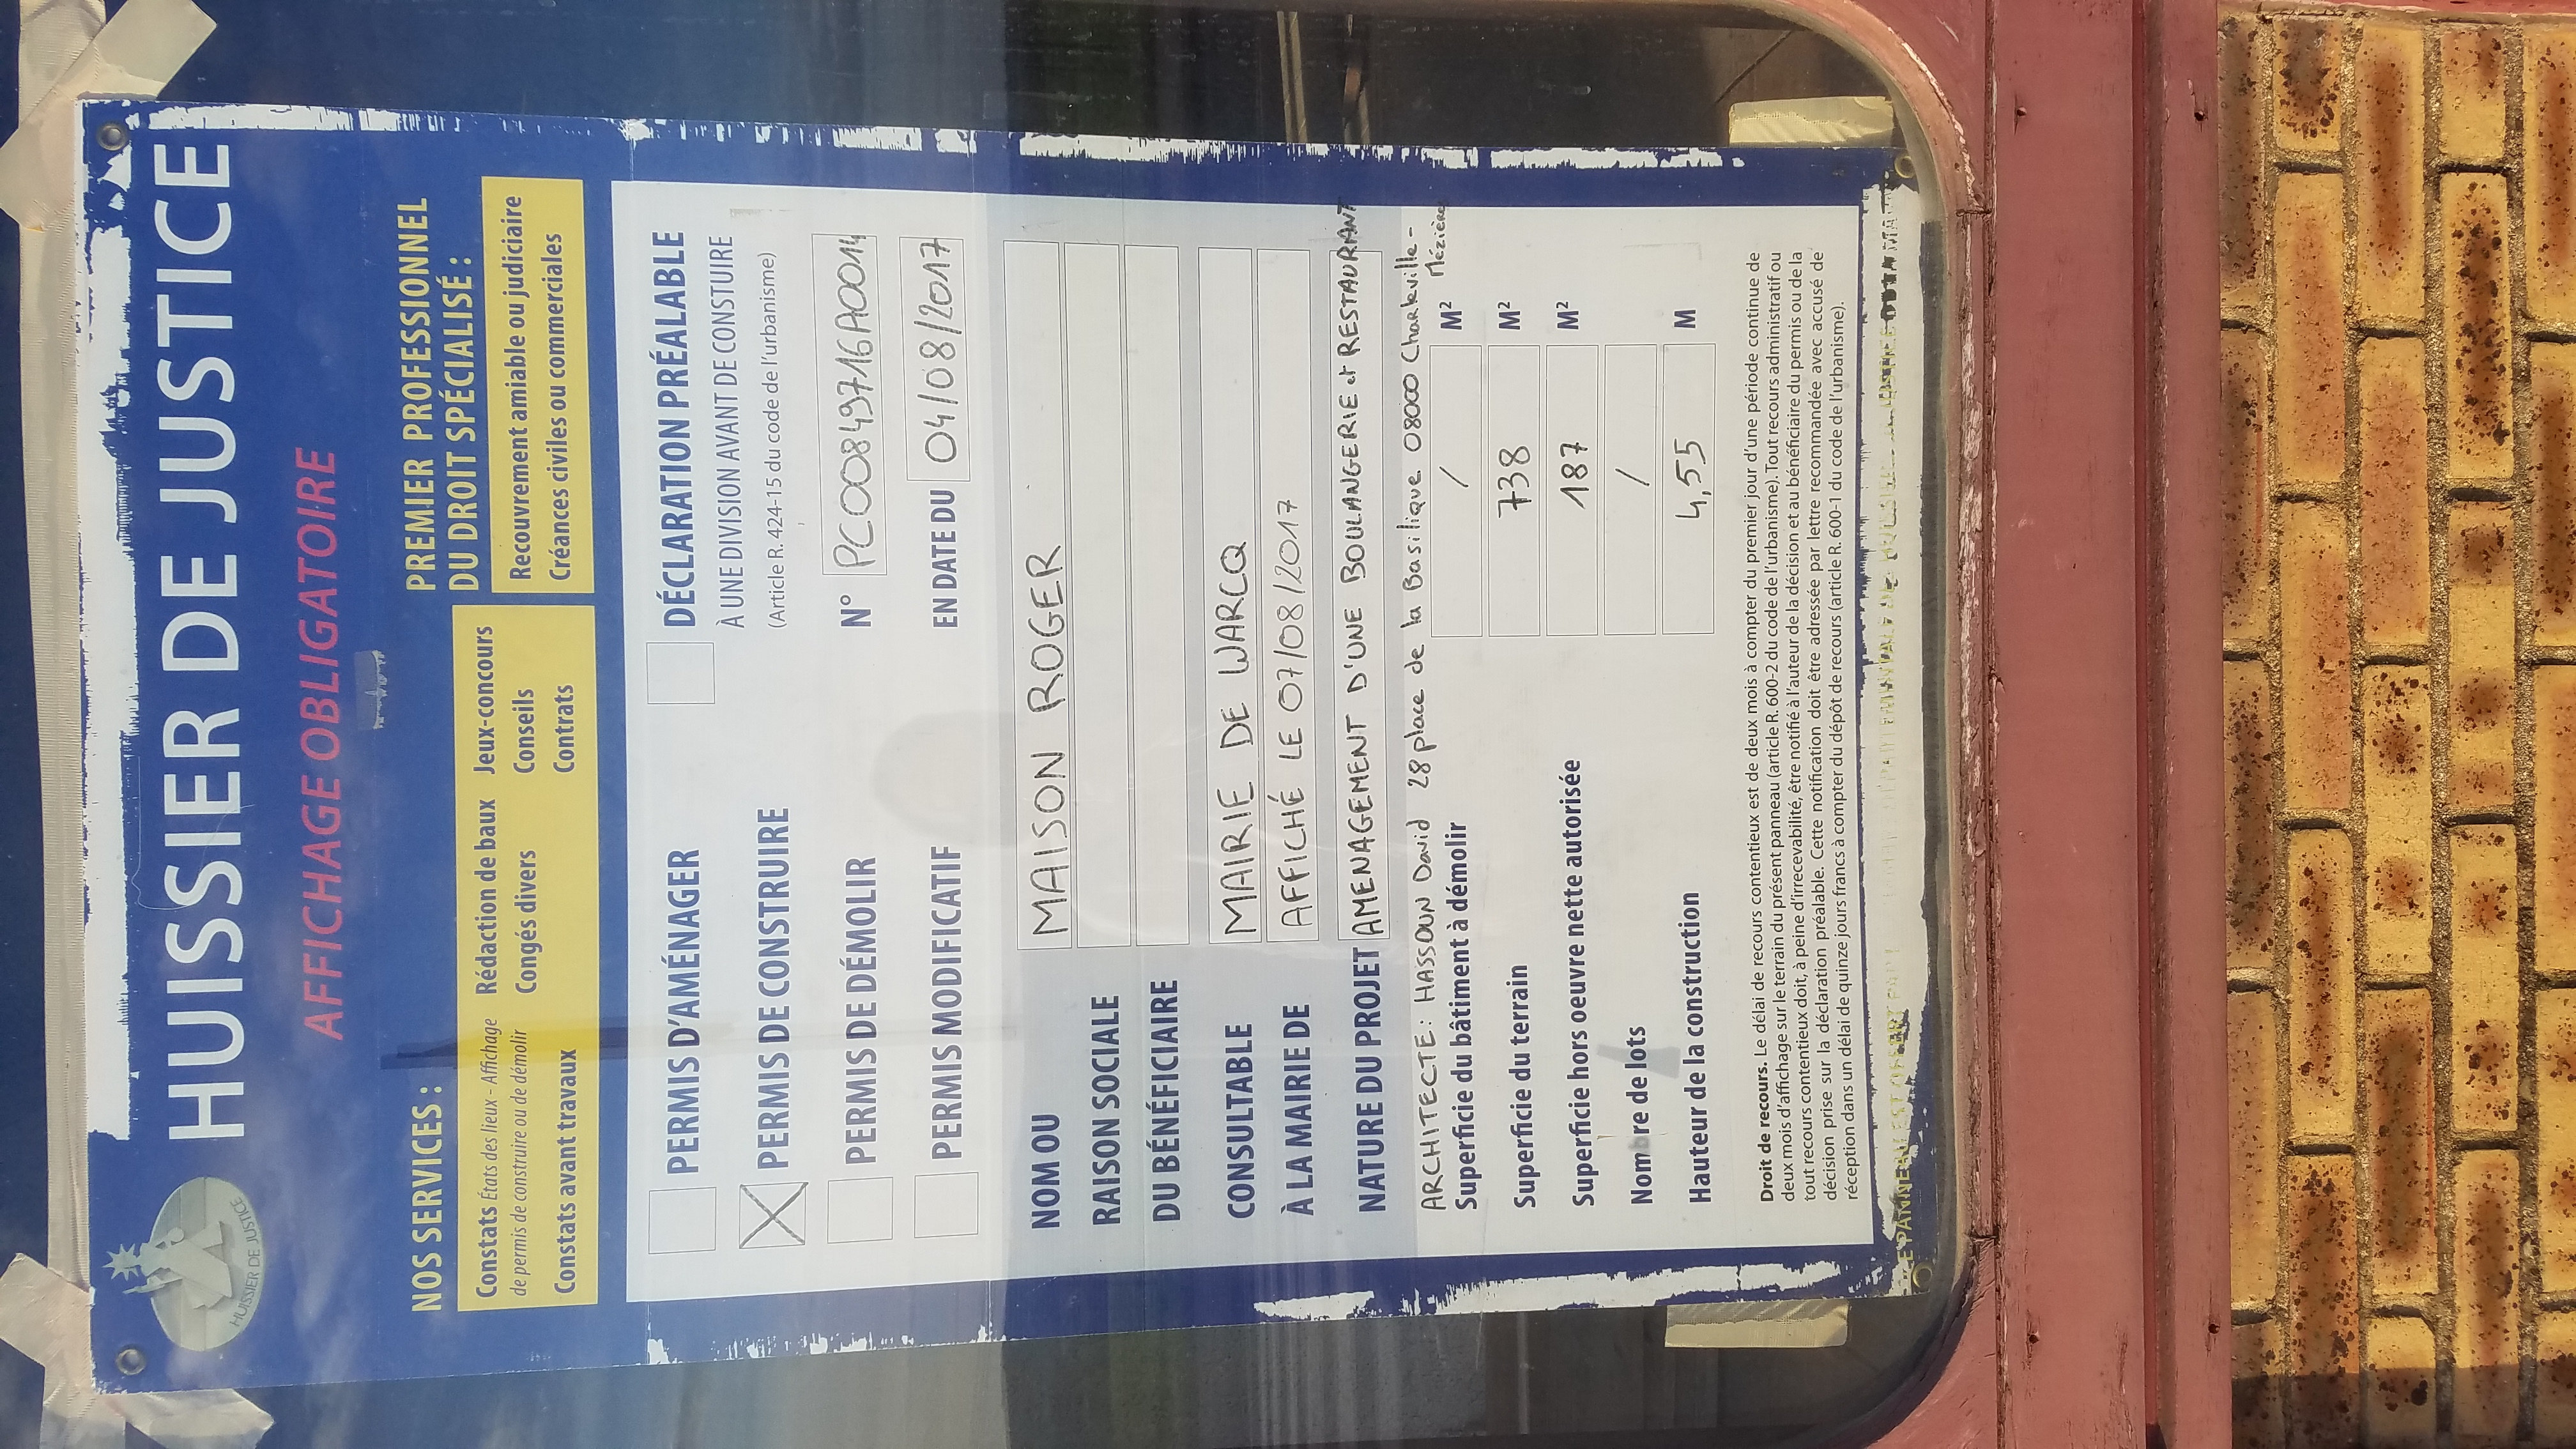 HUISSIER DE JUSTICE
HUISSIER DE JUSTICE
AFFICHAGE OBLIGATOIRE
NOS SERVICES :
Constats États des lieux - Affichage
de permis de construire ou de démolir
Constats avant travaux
Rédaction de baux
Congés divers
Jeux-concours
Conseils
Contrats
PREMIER PROFESSIONNEL
DU DROIT SPÉCIALISÉ :
Recouvrement amiable ou judiciaire
Créances civiles ou commerciales
PERMIS D'AMÉNAGER
PERMIS DE CONSTRUIRE
PERMIS DE DÉMOLIR
PERMIS MODIFICATIF
DÉCLARATION PRÉALABLE
À UNE DIVISION AVANT DE CONSTUIRE
(Article R. 424-15 du code de l'urbanisme)
N° PC00849716A0014
EN DATE DU 04/08/2017
NOM OU MAISON ROGER
RAISON SOCIALE
DU BÉNÉFICIAIRE
CONSULTABLE MAIRIE DE WARCQ
À LA MAIRIE DE AFFICHÉ LE 07/08/2017
NATURE DU PROJET AMENAGEMENT D'UNE BOULANGERIE et RESTAURANT
ARCHITECTE : HASSOUN David 28 place de la Basilique 08000 Charleville-
Mézières
Superficie du bâtiment à démolir / M²
Superficie du terrain 738 M²
Superficie hors oeuvre nette autorisée 187 M²
Nombre de lots /
Hauteur de la construction 4,55 M
Droit de recours. Le délai de recours contentieux est de deux mois à compter du premier jour d'une période continue de
deux mois d'affichage sur le terrain du présent panneau (article R. 600-2 du code de l'urbanisme). Tout recours administratif ou
tout recours contentieux doit, à peine d'irrecevabilité, être notifié à l'auteur de la décision et au bénéficiaire du permis ou de la
décision prise sur la déclaration préalable. Cette notification doit être adressée par lettre recommandée avec accusé de
réception dans un délai de quinze jours francs à compter du dépôt de recours (article R. 600-1 du code de l'urbanisme).
CE PANNEAU EST OFFERT PAR